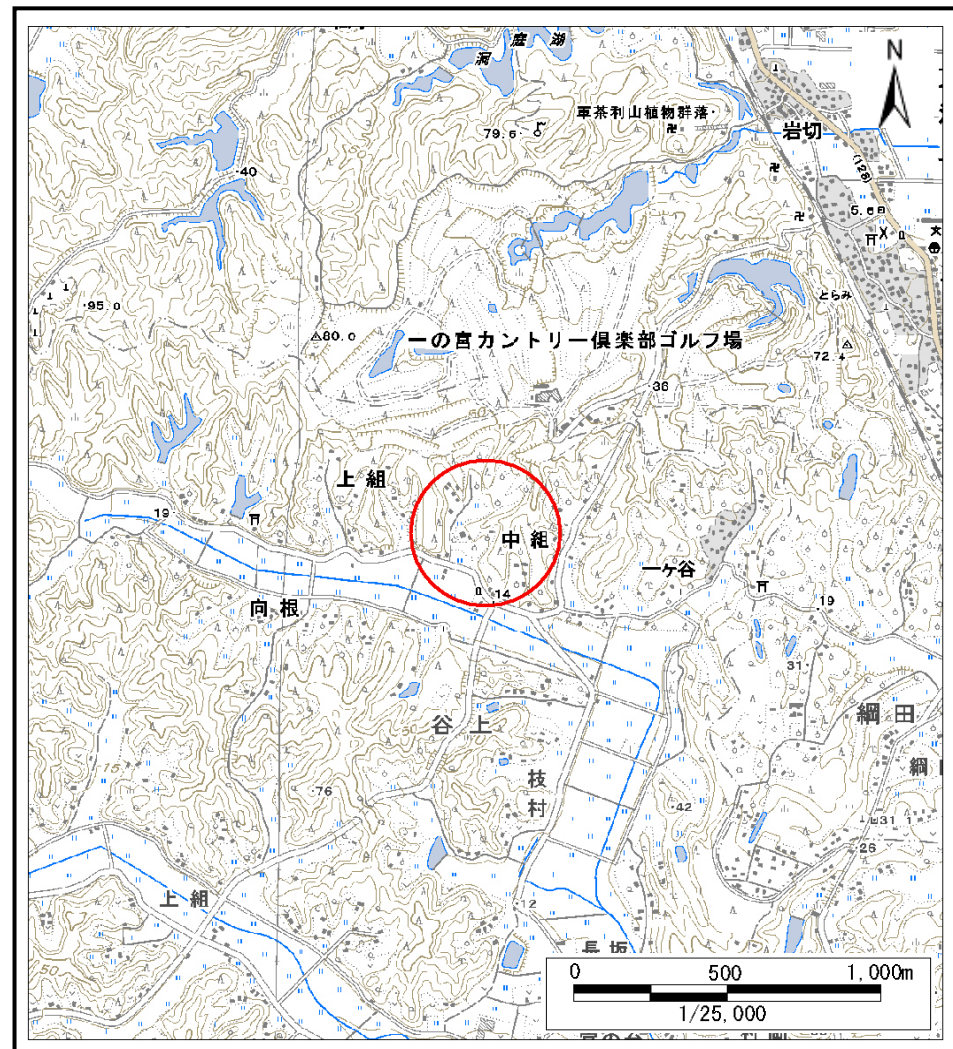 洞庭湖
N
軍茶利山植物群落
79.6
岩切
(128)
40
5.6
95.0
とらみ
80.0
一の宮カントリー倶楽部ゴルフ場
72.4
36
上組
19
中組
一ヶ谷
14
向根
19
31
谷上
綱田
枝村
76
42
31.1
26
上組
12
長坂
50
0 500 1,000m
1/25,000